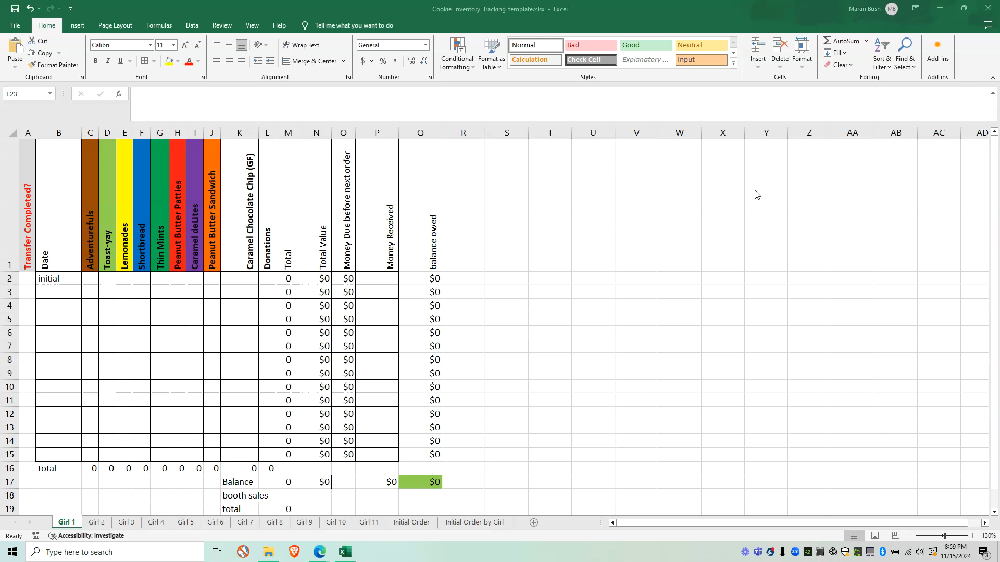 Cookie_Inventory_Tracking_template.xlsx - Excel
Maran Bush MB
File Home Insert Page Layout Formulas Data Review View Help Tell me what you want to do
Paste Cut Copy Format Painter Clipboard
Calibri 11 B I U A Font
ab Wrap Text Merge & Center Alignment
General $ % , Number
Conditional Formatting Format as Table
Normal Bad Good Neutral
Calculation Check Cell Explanatory ... Input
Styles
Insert Delete Format Cells
AutoSum Fill Clear Sort & Filter Find & Select Editing
Add-ins Add-ins
F23 fx
A B C D E F G H I J K L M N O P Q R S T U V W X Y Z AA AB AC AD
1 Transfer Completed? Date Adventurefuls Toast-yay Lemonades Shortbread Thin Mints Peanut Butter Patties Caramel deLites Peanut Butter Sandwich Caramel Chocolate Chip (GF) Donations Total Total Value Money Due before next order Money Received balance owed
2 initial 0 $0 $0 $0
3 0 $0 $0 $0
4 0 $0 $0 $0
5 0 $0 $0 $0
6 0 $0 $0 $0
7 0 $0 $0 $0
8 0 $0 $0 $0
9 0 $0 $0 $0
10 0 $0 $0 $0
11 0 $0 $0 $0
12 0 $0 $0 $0
13 0 $0 $0 $0
14 0 $0 $0 $0
15 0 $0 $0 $0
16 total 0 0 0 0 0 0 0 0 0 0
17 Balance 0 $0 $0 $0
18 booth sales
19 total 0
Girl 1 Girl 2 Girl 3 Girl 4 Girl 5 Girl 6 Girl 7 Girl 8 Girl 9 Girl 10 Girl 11 Initial Order Initial Order by Girl
Ready Accessibility: Investigate 130%
Type here to search
8:59 PM
11/15/2024
3